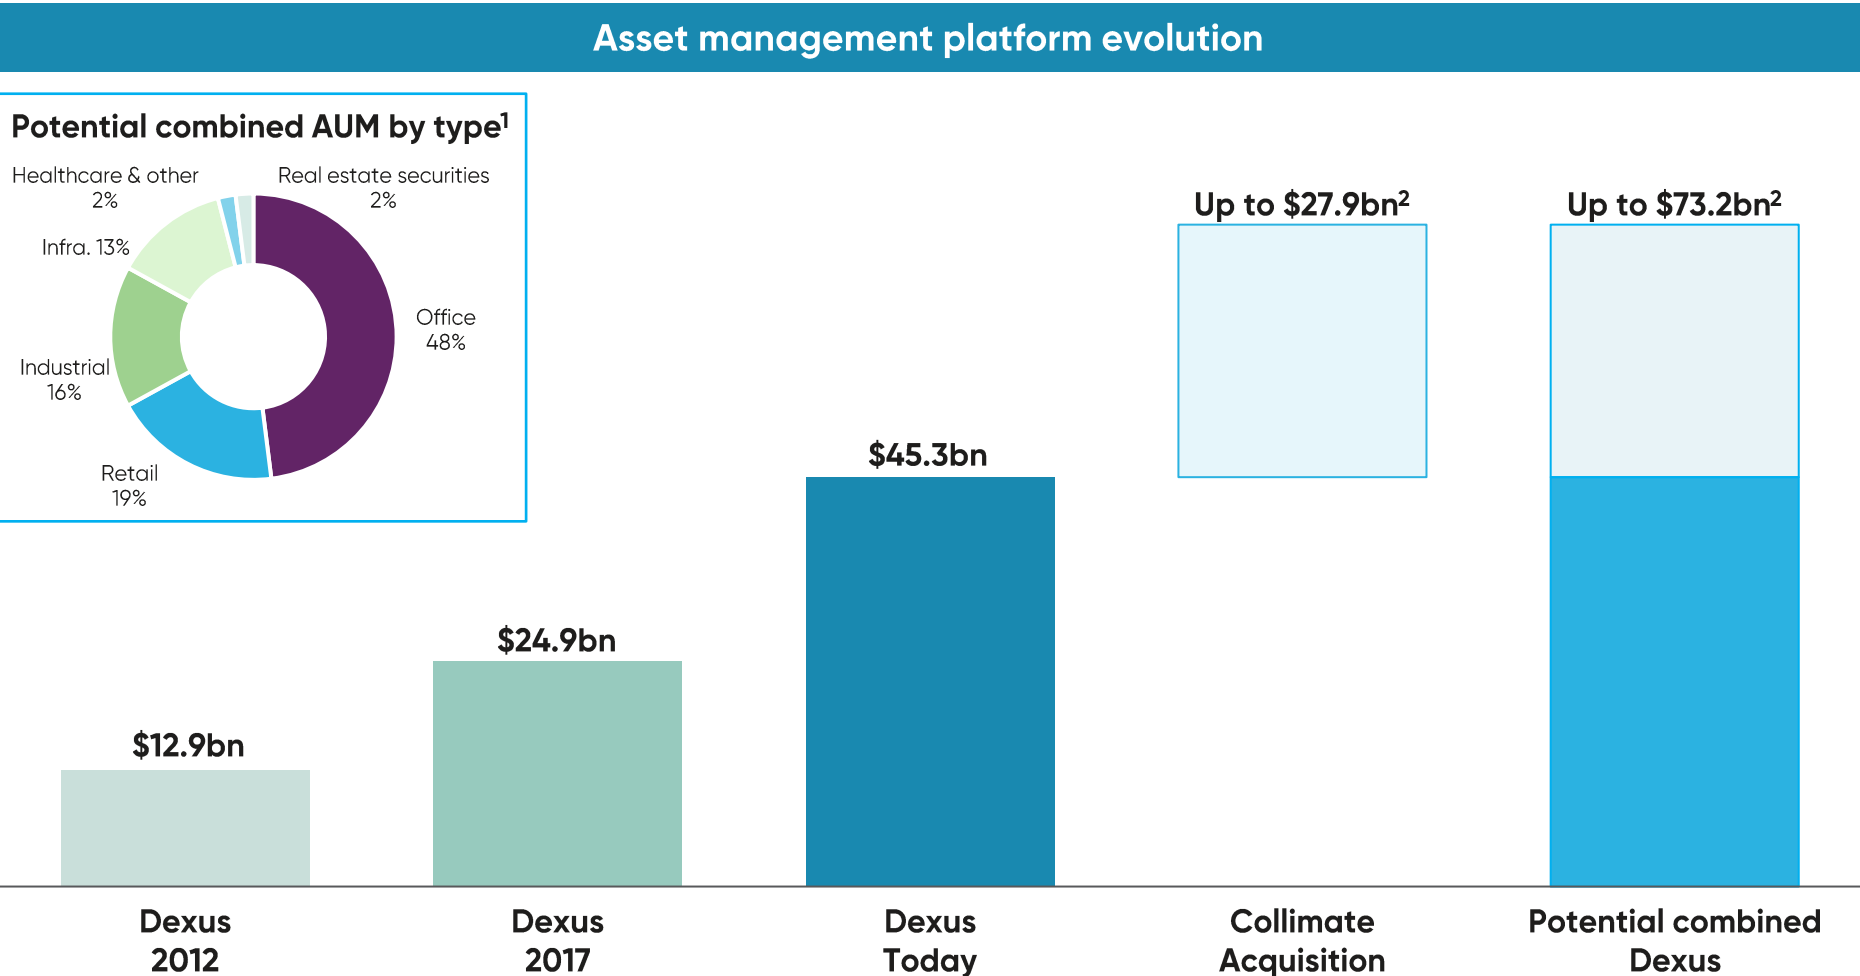 Asset management platform evolution
Potential combined AUM by type¹
Healthcare & other
2%
Real estate securities
2%
Infra. 13%
Office
48%
Industrial
16%
Retail
19%
$12.9bn
$24.9bn
$45.3bn
Up to $27.9bn²
Up to $73.2bn²
Dexus
2012
Dexus
2017
Dexus
Today
Collimate
Acquisition
Potential combined
Dexus